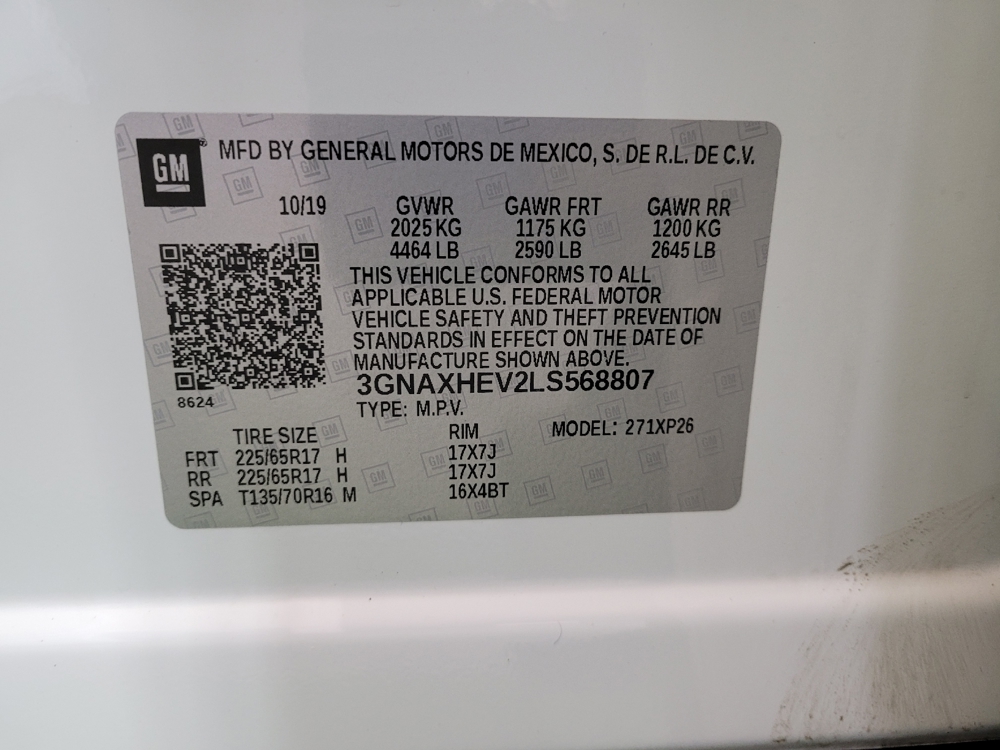 GM
MFD BY GENERAL MOTORS DE MEXICO, S. DE R.L. DE C.V.
10/19 GVWR GAWR FRT GAWR RR
2025 KG 1175 KG 1200 KG
4464 LB 2590 LB 2645 LB
THIS VEHICLE CONFORMS TO ALL
APPLICABLE U.S. FEDERAL MOTOR
VEHICLE SAFETY AND THEFT PREVENTION
STANDARDS IN EFFECT ON THE DATE OF
MANUFACTURE SHOWN ABOVE.
3GNAXHEV2LS568807
8624
TYPE: M.P.V.
TIRE SIZE RIM MODEL: 271XP26
FRT 225/65R17 H 17X7J
RR 225/65R17 H 17X7J
SPA T135/70R16 M 16X4BT